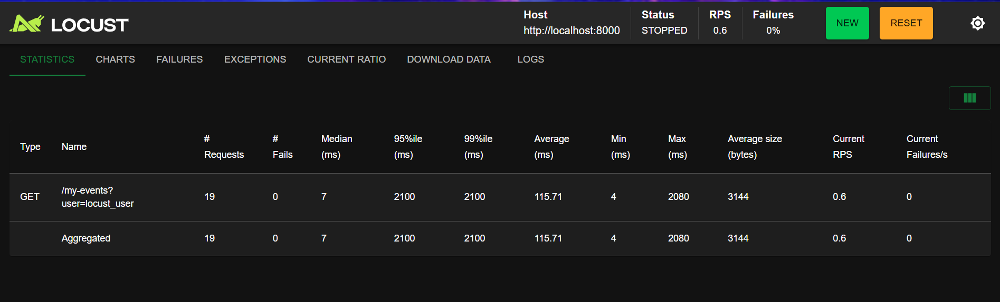 LOCUST
Host
http://localhost:8000
Status
STOPPED
RPS
0.6
Failures
0%
NEW
RESET
STATISTICS CHARTS FAILURES EXCEPTIONS CURRENT RATIO DOWNLOAD DATA LOGS
Type Name # Requests # Fails Median (ms) 95%ile (ms) 99%ile (ms) Average (ms) Min (ms) Max (ms) Average size (bytes) Current RPS Current Failures/s
GET /my-events?user=locust_user 19 0 7 2100 2100 115.71 4 2080 3144 0.6 0
Aggregated 19 0 7 2100 2100 115.71 4 2080 3144 0.6 0